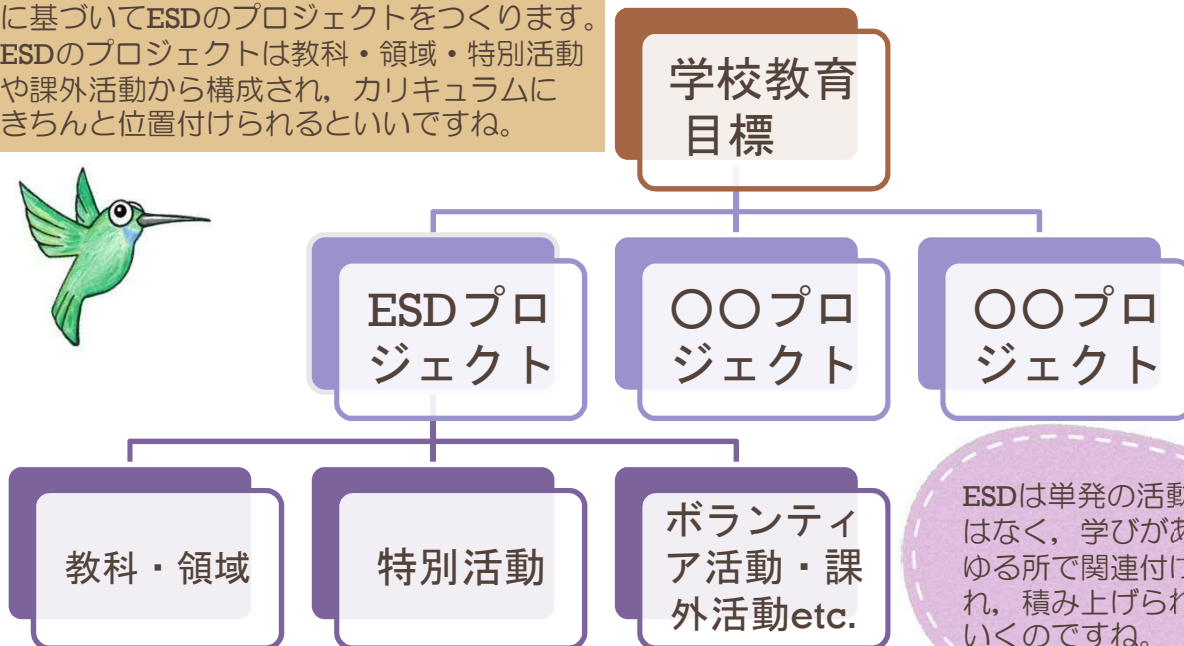 に基づいてESDのプロジェクトをつくります。
ESDのプロジェクトは教科・領域・特別活動
や課外活動から構成され，カリキュラムに
きちんと位置付けられるといいですね。
学校教育
目標
ESDプロ
ジェクト
〇〇プロ
ジェクト
〇〇プロ
ジェクト
教科・領域
特別活動
ボランティ
ア活動・課
外活動etc.
ESDは単発の活動
はなく，学びがあ
ゆる所で関連付け
れ，積み上げられ
いくのですね。